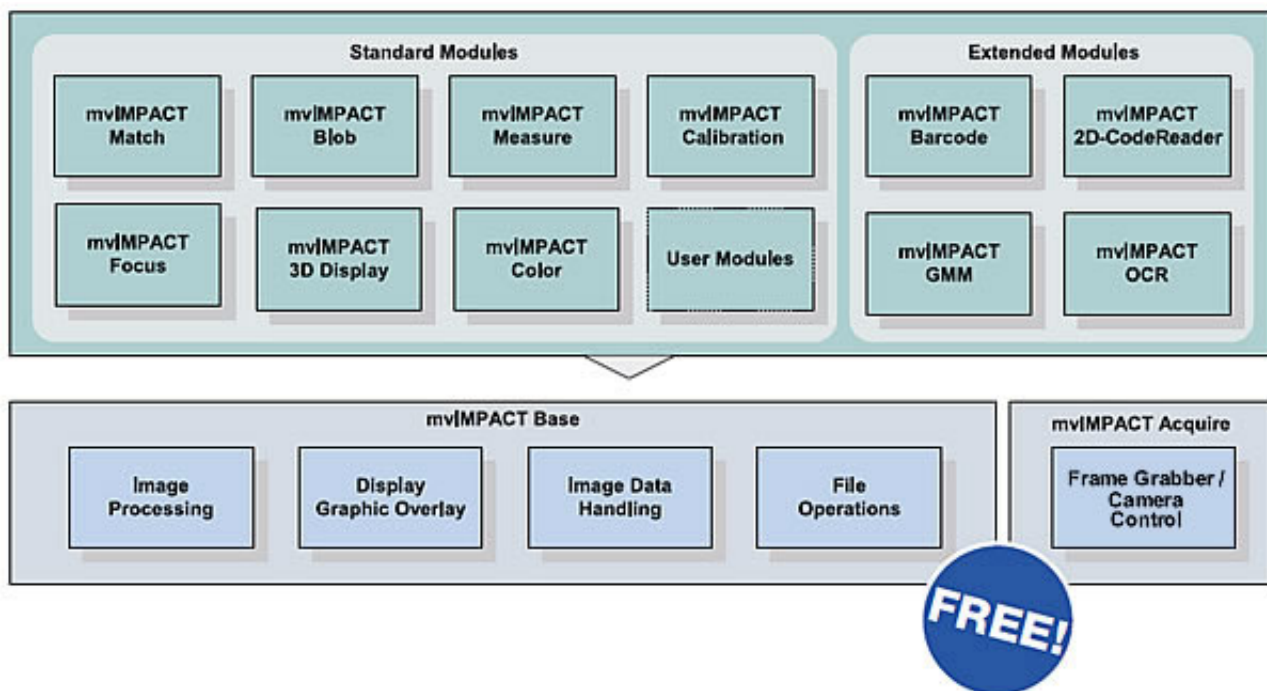 Standard Modules
Extended Modules
mvIMPACT
Match
mvIMPACT
Blob
mvIMPACT
Measure
mvIMPACT
Calibration
mvIMPACT
Barcode
mvIMPACT
2D-CodeReader
mvIMPACT
Focus
mvIMPACT
3D Display
mvIMPACT
Color
User Modules
mvIMPACT
GMM
mvIMPACT
OCR
mvIMPACT Base
mvIMPACT Acquire
Image
Processing
Display
Graphic Overlay
Image Data
Handling
File
Operations
Frame Grabber /
Camera
Control
FREE!